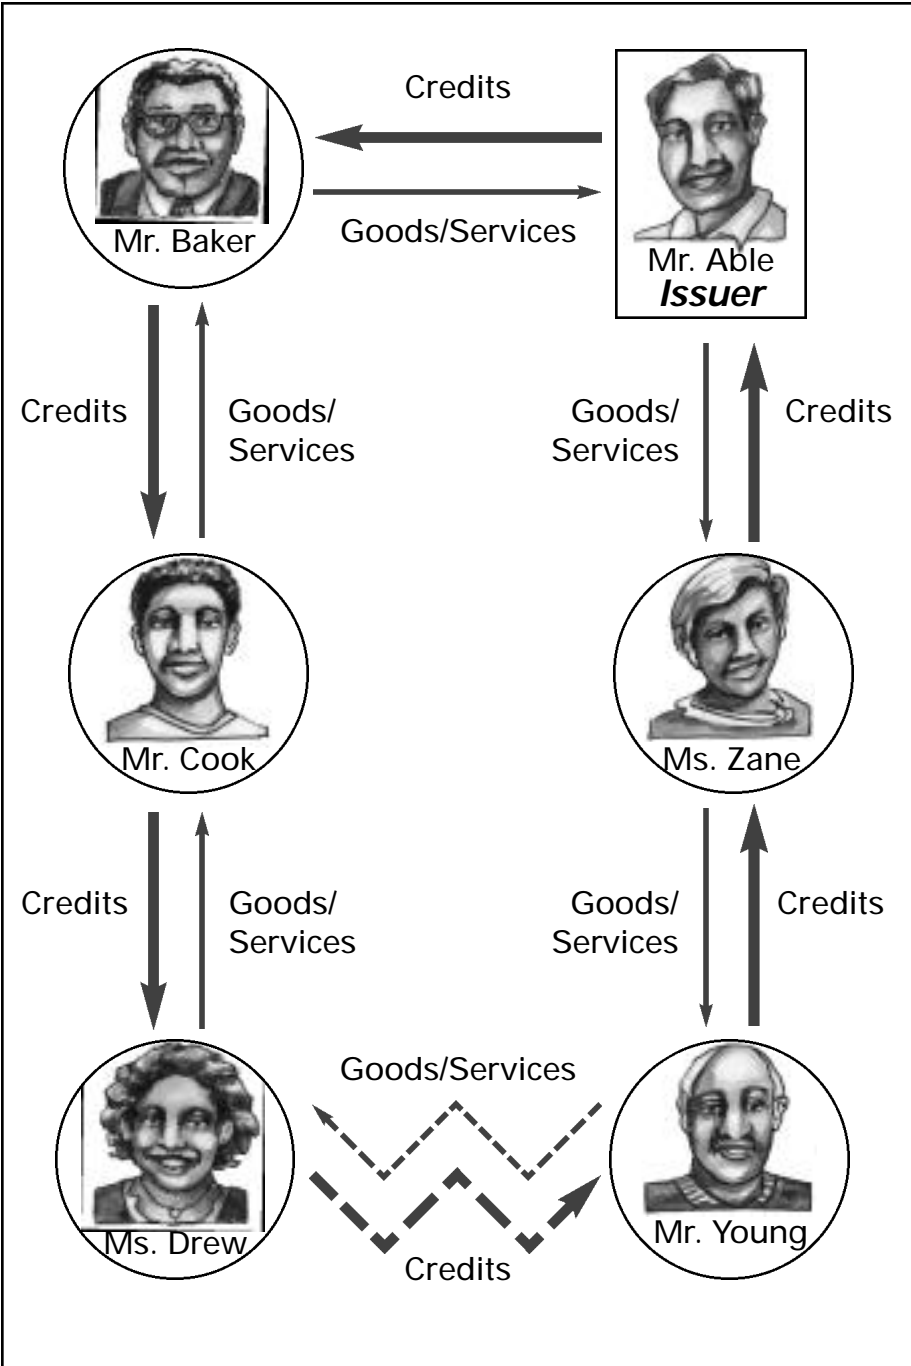 Credits
Goods/Services
Mr. Baker
Mr. Able
Issuer
Credits
Goods/
Services
Goods/
Services
Credits
Mr. Cook
Ms. Zane
Credits
Goods/
Services
Goods/
Services
Credits
Goods/Services
Ms. Drew
Mr. Young
Credits